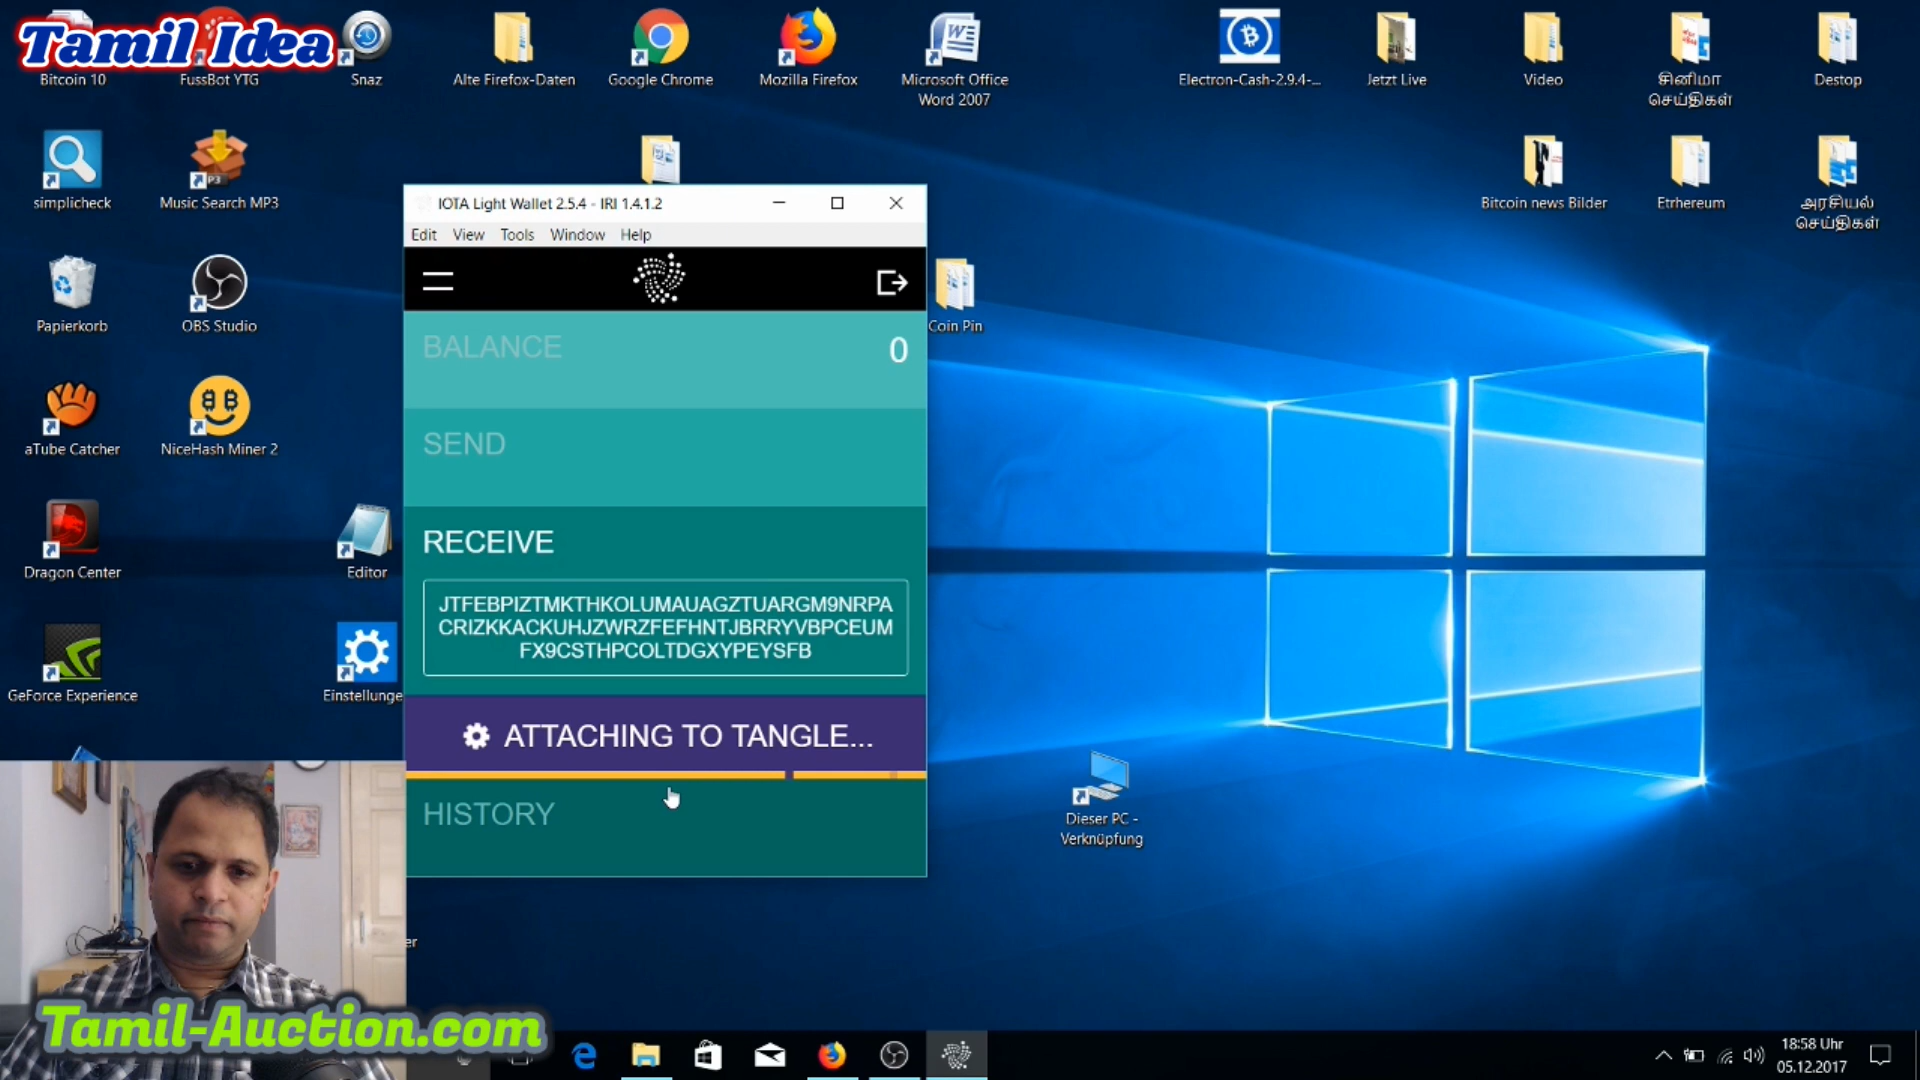 Tamil Idea
Bitcoin 10
FussBot YTG
Snaz
Alte Firefox-Daten
Google Chrome
Mozilla Firefox
Microsoft Office
Word 2007
Electron-Cash-2.9.4-...
Jetzt Live
Video
சினிமா
செய்திகள்
Destop
simplicheck
Music Search MP3
Bitcoin news Bilder
Etrhereum
அரசியல்
செய்திகள்
IOTA Light Wallet 2.5.4 - IRI 1.4.1.2
Edit View Tools Window Help
Papierkorb
OBS Studio
Coin Pin
BALANCE 0
aTube Catcher
NiceHash Miner 2
SEND
Dragon Center
Editor
RECEIVE
JTFEBPIZTMKTHKOLUMAUAGZTUARGM9NRPA
CRIZKKACKUHJZWRZFEFHNTJBRRYVBPCEUM
FX9CSTHPCOLTDGXYPEYSFB
GeForce Experience
Einstellunge
ATTACHING TO TANGLE...
HISTORY
Dieser PC -
Verknüpfung
er
Tamil-Auction.com
18:58 Uhr
05.12.2017